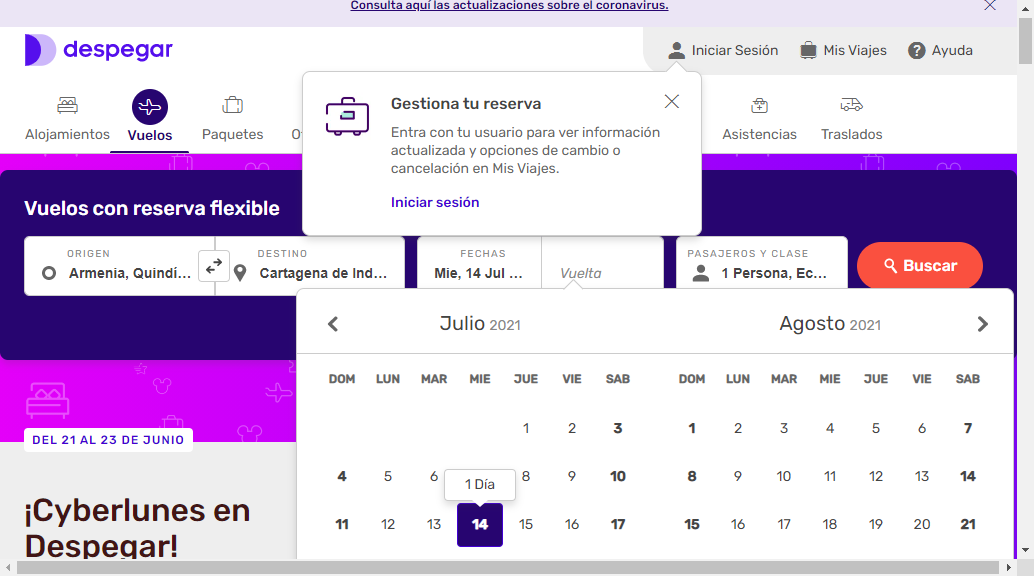 Consulta aquí las actualizaciones sobre el coronavirus.
despegar
Iniciar Sesión
Mis Viajes
? Ayuda
Alojamientos
Vuelos
Paquetes
Asistencias
Traslados
Gestiona tu reserva
Entra con tu usuario para ver información
actualizada y opciones de cambio o
cancelación en Mis Viajes.
Iniciar sesión
Vuelos con reserva flexible
ORIGEN
Armenia, Quindí...
DESTINO
Cartagena de Ind...
FECHAS
Mie, 14 Jul ...
Vuelta
PASAJEROS Y CLASE
1 Persona, Ec...
Buscar
Julio 2021
DOM LUN MAR MIE JUE VIE SAB
1 2 3
4 5 6 8 9 10
1 Día
11 12 13 14 15 16 17
Agosto 2021
DOM LUN MAR MIE JUE VIE SAB
1 2 3 4 5 6 7
8 9 10 11 12 13 14
15 16 17 18 19 20 21
DEL 21 AL 23 DE JUNIO
¡Cyberlunes en
Despegar!